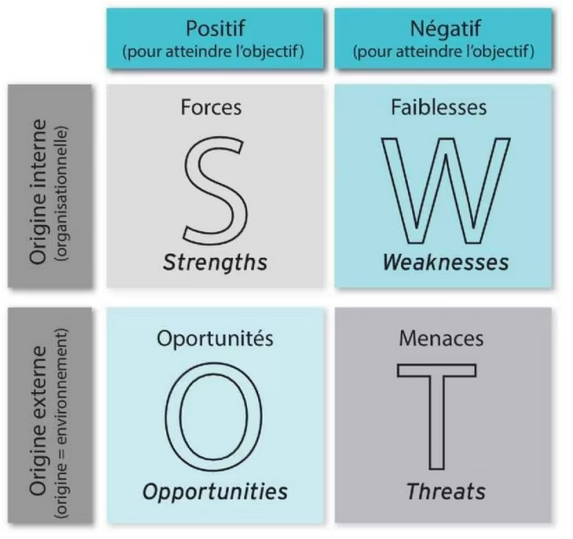 Positif
(pour atteindre l'objectif)
Négatif
(pour atteindre l'objectif)
Origine interne
(organisationnelle)
Forces
S
Strengths
Faiblesses
W
Weaknesses
Origine externe
(origine = environnement)
Oportunités
O
Opportunities
Menaces
T
Threats